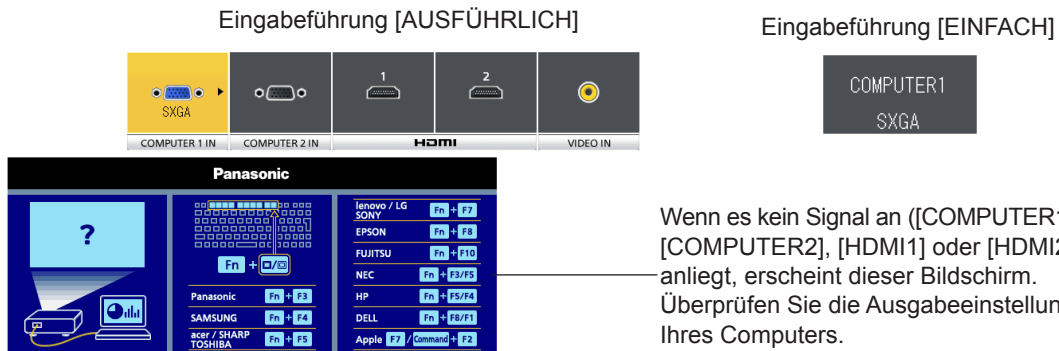 Eingabeführung [AUSFÜHRLICH]
Eingabeführung [EINFACH]
SXGA
1
2
COMPUTER 1 IN
COMPUTER 2 IN
HDMI
VIDEO IN
COMPUTER1
SXGA
Panasonic
?
Fn + □/回
Panasonic Fn + F3
SAMSUNG Fn + F4
acer / SHARP
TOSHIBA Fn + F5
lenovo / LG
SONY Fn + F7
EPSON Fn + F8
FUJITSU Fn + F10
NEC Fn + F3/F5
HP Fn + F5/F4
DELL Fn + F8/F1
Apple F7 / Command + F2
Wenn es kein Signal an ([COMPUTER1
[COMPUTER2], [HDMI1] oder [HDMI2
anliegt, erscheint dieser Bildschirm.
Überprüfen Sie die Ausgabeeinstellun
Ihres Computers.